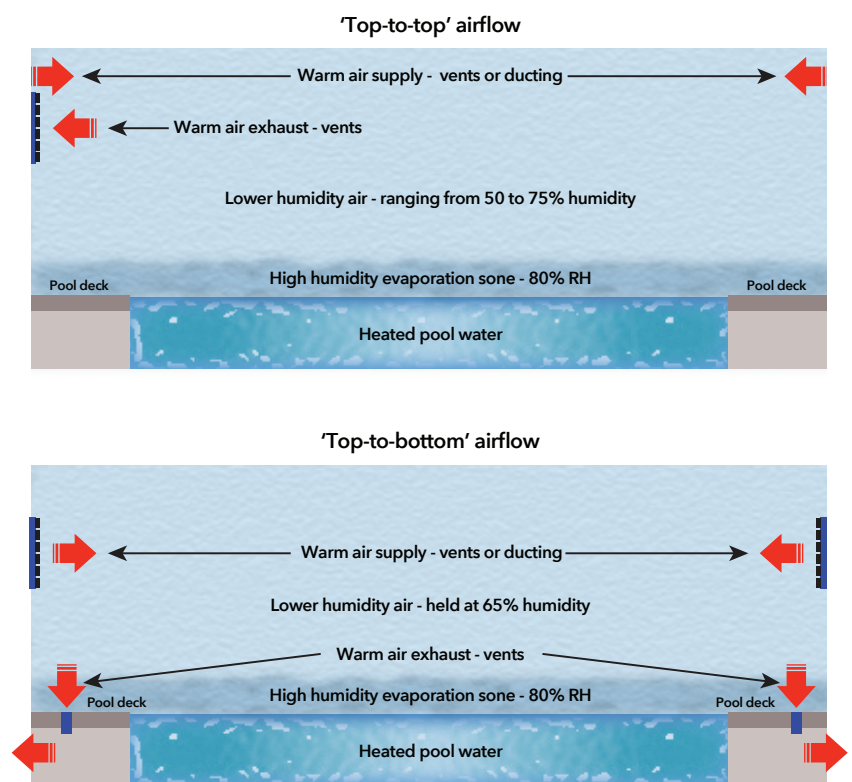 ‘Top-to-top’ airflow
Warm air supply - vents or ducting
Warm air exhaust - vents
Lower humidity air - ranging from 50 to 75% humidity
High humidity evaporation sone - 80% RH
Pool deck
Pool deck
Heated pool water
‘Top-to-bottom’ airflow
Warm air supply - vents or ducting
Lower humidity air - held at 65% humidity
Warm air exhaust - vents
High humidity evaporation sone - 80% RH
Pool deck
Pool deck
Heated pool water